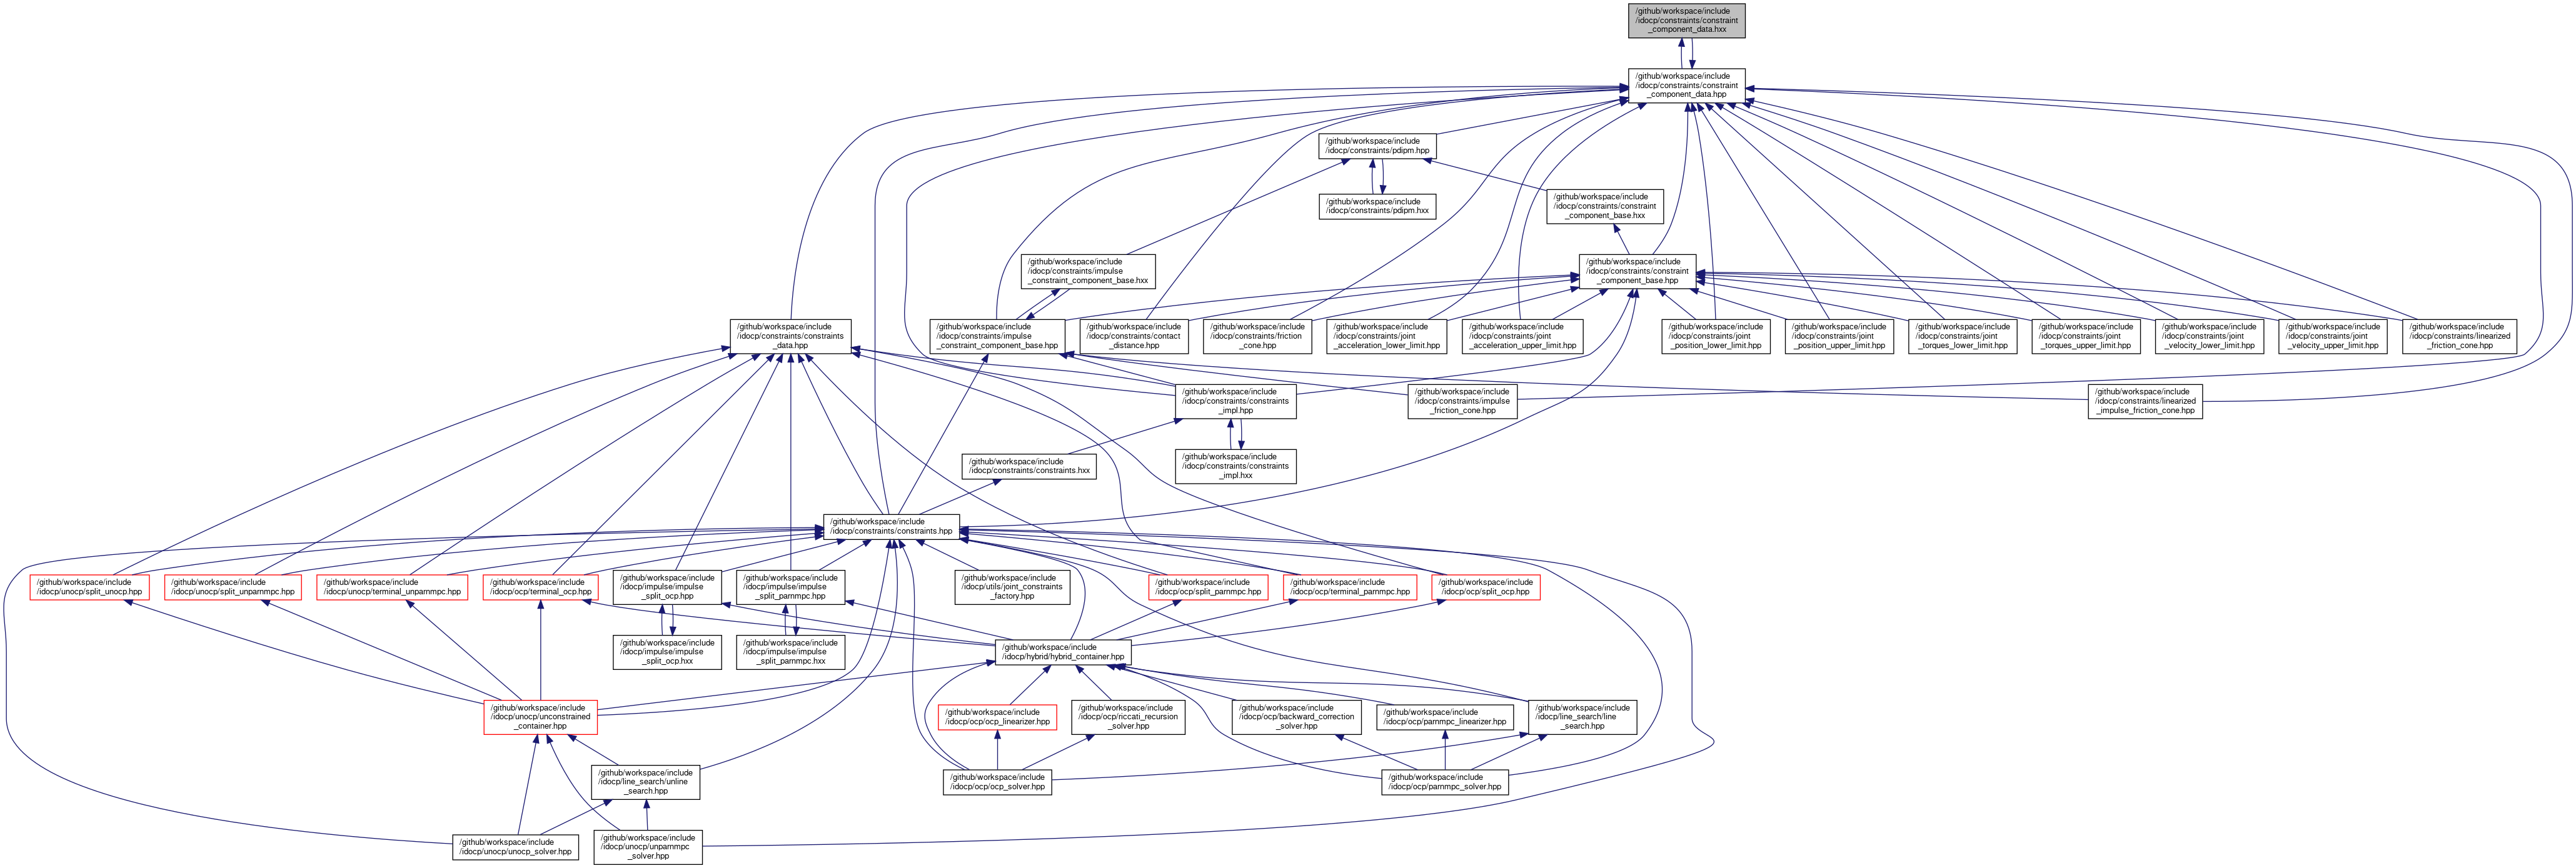 /github/workspace/include
/idocp/constraints/constraint
_component_data.hxx
/github/workspace/include
/idocp/constraints/constraint
_component_data.hpp
/github/workspace/include
/idocp/constraints/pdipm.hpp
/github/workspace/include
/idocp/constraints/pdipm.hxx
/github/workspace/include
/idocp/constraints/constraint
_component_base.hxx
/github/workspace/include
/idocp/constraints/impulse
_constraint_component_base.hxx
/github/workspace/include
/idocp/constraints/constraint
_component_base.hpp
/github/workspace/include
/idocp/constraints/constraints
_data.hpp
/github/workspace/include
/idocp/constraints/impulse
_constraint_component_base.hpp
/github/workspace/include
/idocp/constraints/contact
_distance.hpp
/github/workspace/include
/idocp/constraints/friction
_cone.hpp
/github/workspace/include
/idocp/constraints/joint
_acceleration_lower_limit.hpp
/github/workspace/include
/idocp/constraints/joint
_acceleration_upper_limit.hpp
/github/workspace/include
/idocp/constraints/joint
_position_lower_limit.hpp
/github/workspace/include
/idocp/constraints/joint
_position_upper_limit.hpp
/github/workspace/include
/idocp/constraints/joint
_torques_lower_limit.hpp
/github/workspace/include
/idocp/constraints/joint
_torques_upper_limit.hpp
/github/workspace/include
/idocp/constraints/joint
_velocity_lower_limit.hpp
/github/workspace/include
/idocp/constraints/joint
_velocity_upper_limit.hpp
/github/workspace/include
/idocp/constraints/linearized
_friction_cone.hpp
/github/workspace/include
/idocp/constraints/constraints
_impl.hpp
/github/workspace/include
/idocp/constraints/impulse
_friction_cone.hpp
/github/workspace/include
/idocp/constraints/linearized
_impulse_friction_cone.hpp
/github/workspace/include
/idocp/constraints/constraints.hxx
/github/workspace/include
/idocp/constraints/constraints
_impl.hxx
/github/workspace/include
/idocp/constraints/constraints.hpp
/github/workspace/include
/idocp/unocp/split_unocp.hpp
/github/workspace/include
/idocp/unocp/split_unparnmpc.hpp
/github/workspace/include
/idocp/unocp/terminal_unparnmpc.hpp
/github/workspace/include
/idocp/ocp/terminal_ocp.hpp
/github/workspace/include
/idocp/impulse/impulse
_split_ocp.hpp
/github/workspace/include
/idocp/impulse/impulse
_split_parnmpc.hpp
/github/workspace/include
/idocp/utils/joint_constraints
_factory.hpp
/github/workspace/include
/idocp/ocp/split_parnmpc.hpp
/github/workspace/include
/idocp/ocp/terminal_parnmpc.hpp
/github/workspace/include
/idocp/ocp/split_ocp.hpp
/github/workspace/include
/idocp/impulse/impulse
_split_ocp.hxx
/github/workspace/include
/idocp/impulse/impulse
_split_parnmpc.hxx
/github/workspace/include
/idocp/hybrid/hybrid_container.hpp
/github/workspace/include
/idocp/unocp/unconstrained
_container.hpp
/github/workspace/include
/idocp/ocp/ocp_linearizer.hpp
/github/workspace/include
/idocp/ocp/riccati_recursion
_solver.hpp
/github/workspace/include
/idocp/ocp/backward_correction
_solver.hpp
/github/workspace/include
/idocp/ocp/parnmpc_linearizer.hpp
/github/workspace/include
/idocp/line_search/line
_search.hpp
/github/workspace/include
/idocp/line_search/unline
_search.hpp
/github/workspace/include
/idocp/ocp/ocp_solver.hpp
/github/workspace/include
/idocp/ocp/parnmpc_solver.hpp
/github/workspace/include
/idocp/unocp/unocp_solver.hpp
/github/workspace/include
/idocp/unocp/unparnmpc
_solver.hpp